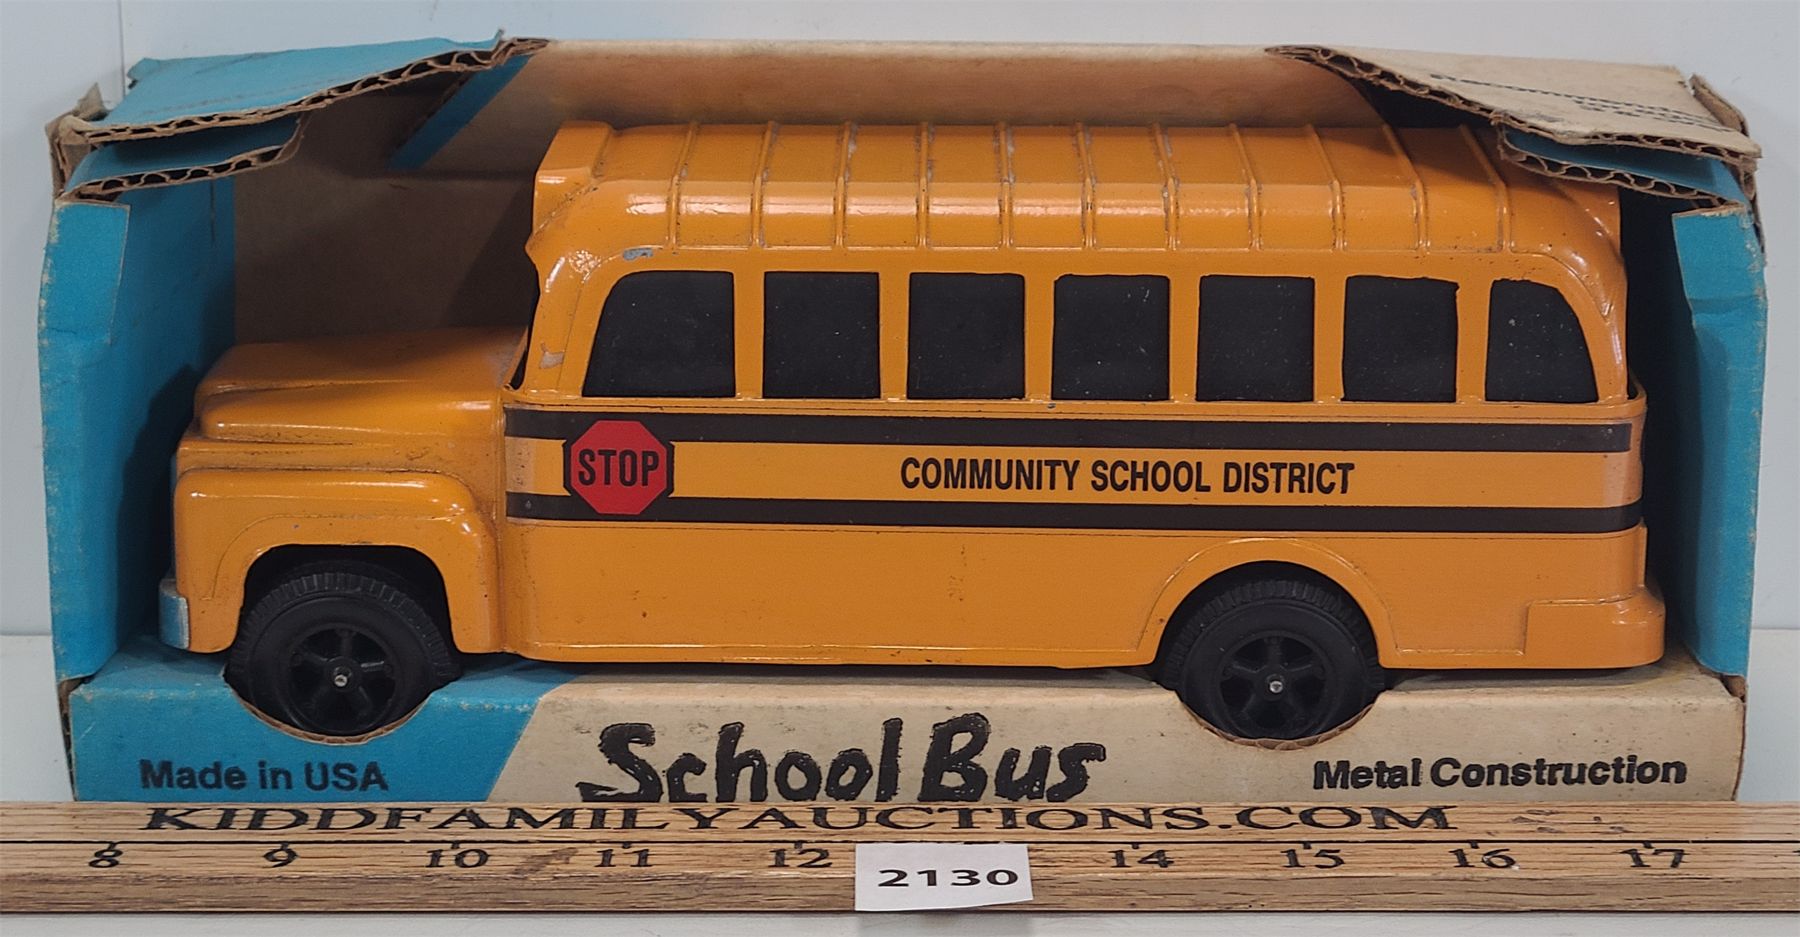 STOP
COMMUNITY SCHOOL DISTRICT
Made in USA
School Bus
Metal Construction
KIDDFAMILYAUCTIONS.COM
8 9 10 11 12 14 15 16 17
2130